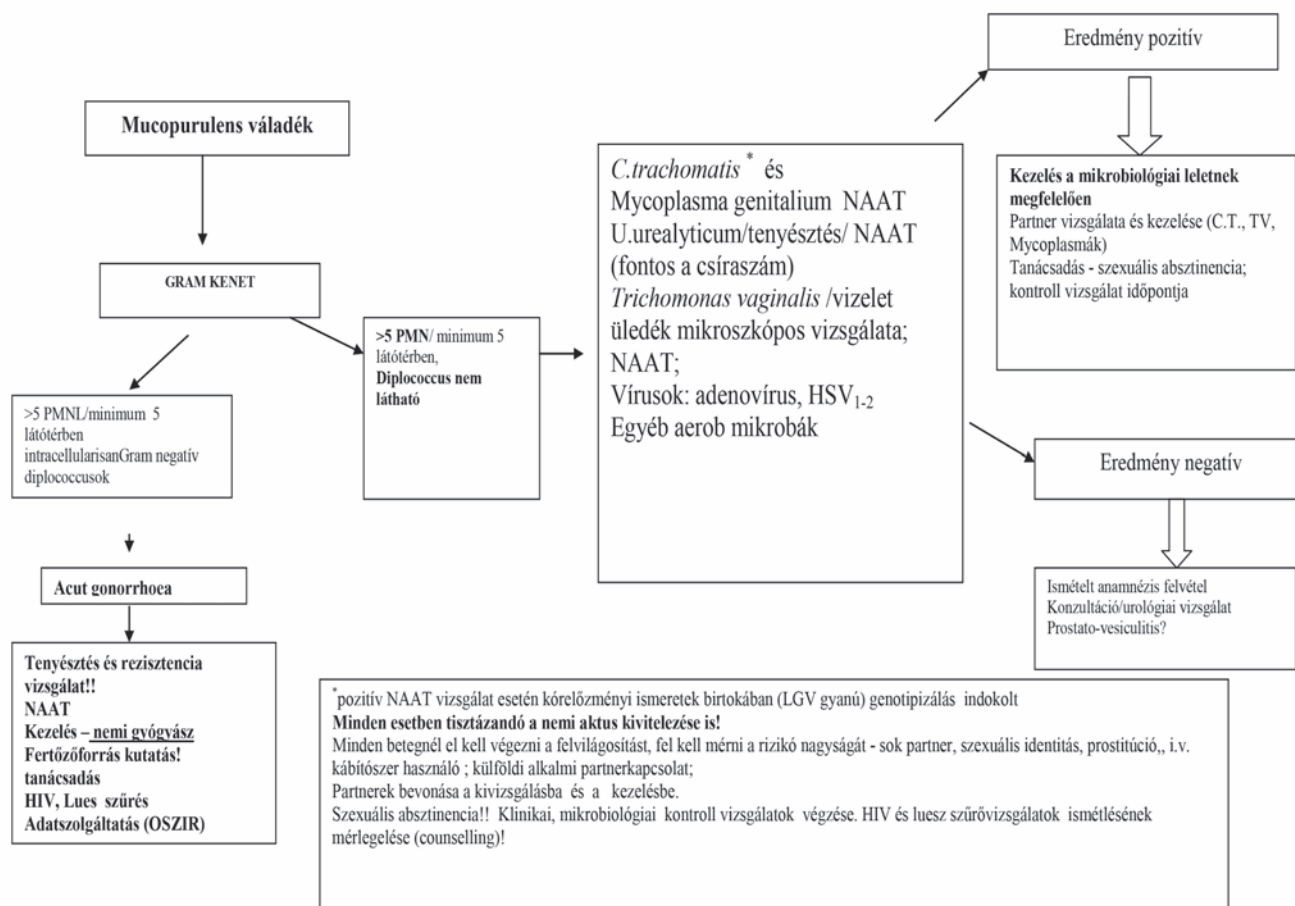 Mucopurulens váladék
GRAM KENET
>5 PMNL/minimum 5
látótérben
intracellularisanGram negatív
diplococcusok
Acut gonorrhoea
Tenyésztés és rezisztencia
vizsgálat!!
NAAT
Kezelés – nemi gyógyász
Fertőzőforrás kutatás!
tanácsadás
HIV, Lues szűrés
Adatszolgáltatás (OSZIR)
>5 PMN/ minimum 5
látótérben,
Diplococcus nem
látható
C.trachomatis * és
Mycoplasma genitalium NAAT
U.urealyticum/tenyésztés/ NAAT
(fontos a csíraszám)
Trichomonas vaginalis /vizelet
üledék mikroszkópos vizsgálata;
NAAT;
Vírusok: adenovírus, HSV1-2
Egyéb aerob mikrobák
Eredmény pozitív
Kezelés a mikrobiológiai leletnek
megfelelően
Partner vizsgálata és kezelése (C.T., TV,
Mycoplasmák)
Tanácsadás - szexuális absztinencia;
kontroll vizsgálat időpontja
Eredmény negatív
Ismételt anamnézis felvétel
Konzultáció/urológiai vizsgálat
Prostato-vesiculitis?
*pozitív NAAT vizsgálat esetén kórelőzményi ismeretek birtokában (LGV gyanú) genotipizálás indokolt
Minden esetben tisztázandó a nemi aktus kivitelezése is!
Minden betegnél el kell végezni a felvilágosítást, fel kell mérni a rizikó nagyságát - sok partner, szexuális identitás, prostitúció,, i.v.
kábítószer használó ; külföldi alkalmi partnerkapcsolat;
Partnerek bevonása a kivizsgálásba és a kezelésbe.
Szexuális absztinencia!! Klinikai, mikrobiológiai kontroll vizsgálatok végzése. HIV és luesz szűrővizsgálatok ismétlésének
mérlegelése (counselling)!